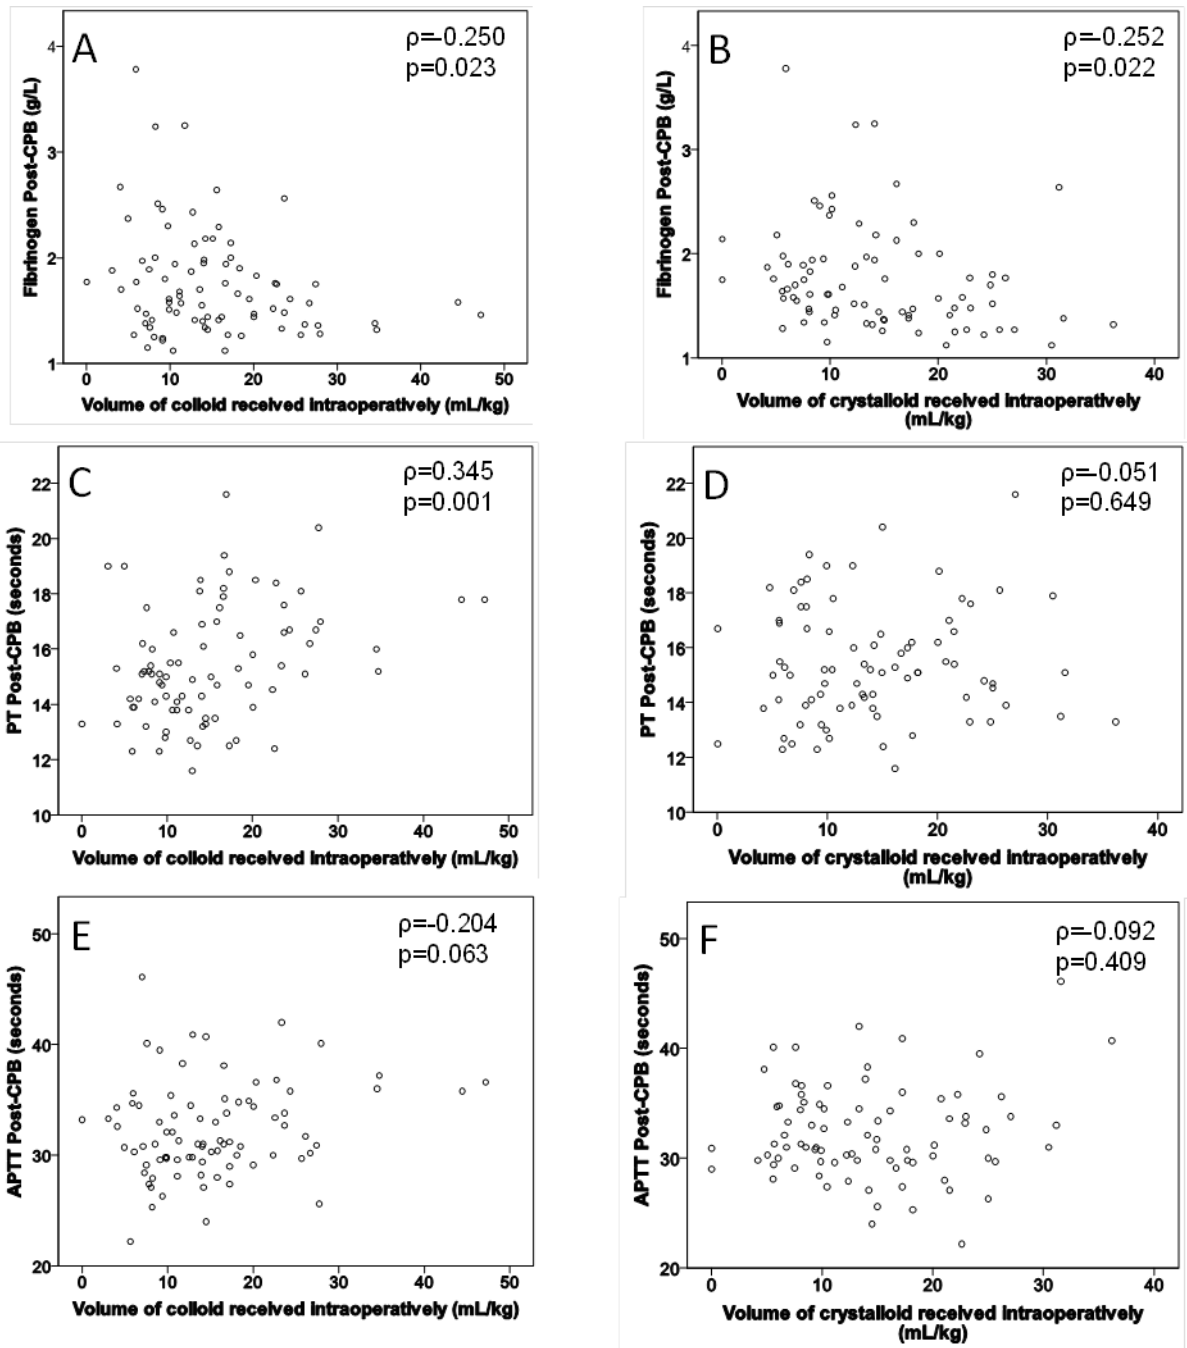 A
ρ=-0.250
p=0.023
4
3
2
1
Fibrinogen Post-CPB (g/L)
0 10 20 30 40 50
Volume of colloid received intraoperatively (mL/kg)
B
ρ=-0.252
p=0.022
4
3
2
1
Fibrinogen Post-CPB (g/L)
0 10 20 30 40
Volume of crystalloid received intraoperatively
(mL/kg)
C
ρ=0.345
p=0.001
22
20
18
16
14
12
10
PT Post-CPB (seconds)
0 10 20 30 40 50
Volume of colloid received intraoperatively (mL/kg)
D
ρ=-0.051
p=0.649
22
20
18
16
14
12
10
PT Post-CPB (seconds)
0 10 20 30 40
Volume of crystalloid received intraoperatively
(mL/kg)
E
ρ=-0.204
p=0.063
50
40
30
20
APTT Post-CPB (seconds)
0 10 20 30 40 50
Volume of colloid received intraoperatively (mL/kg)
F
ρ=-0.092
p=0.409
50
40
30
20
APTT Post-CPB (seconds)
0 10 20 30 40
Volume of crystalloid received intraoperatively
(mL/kg)